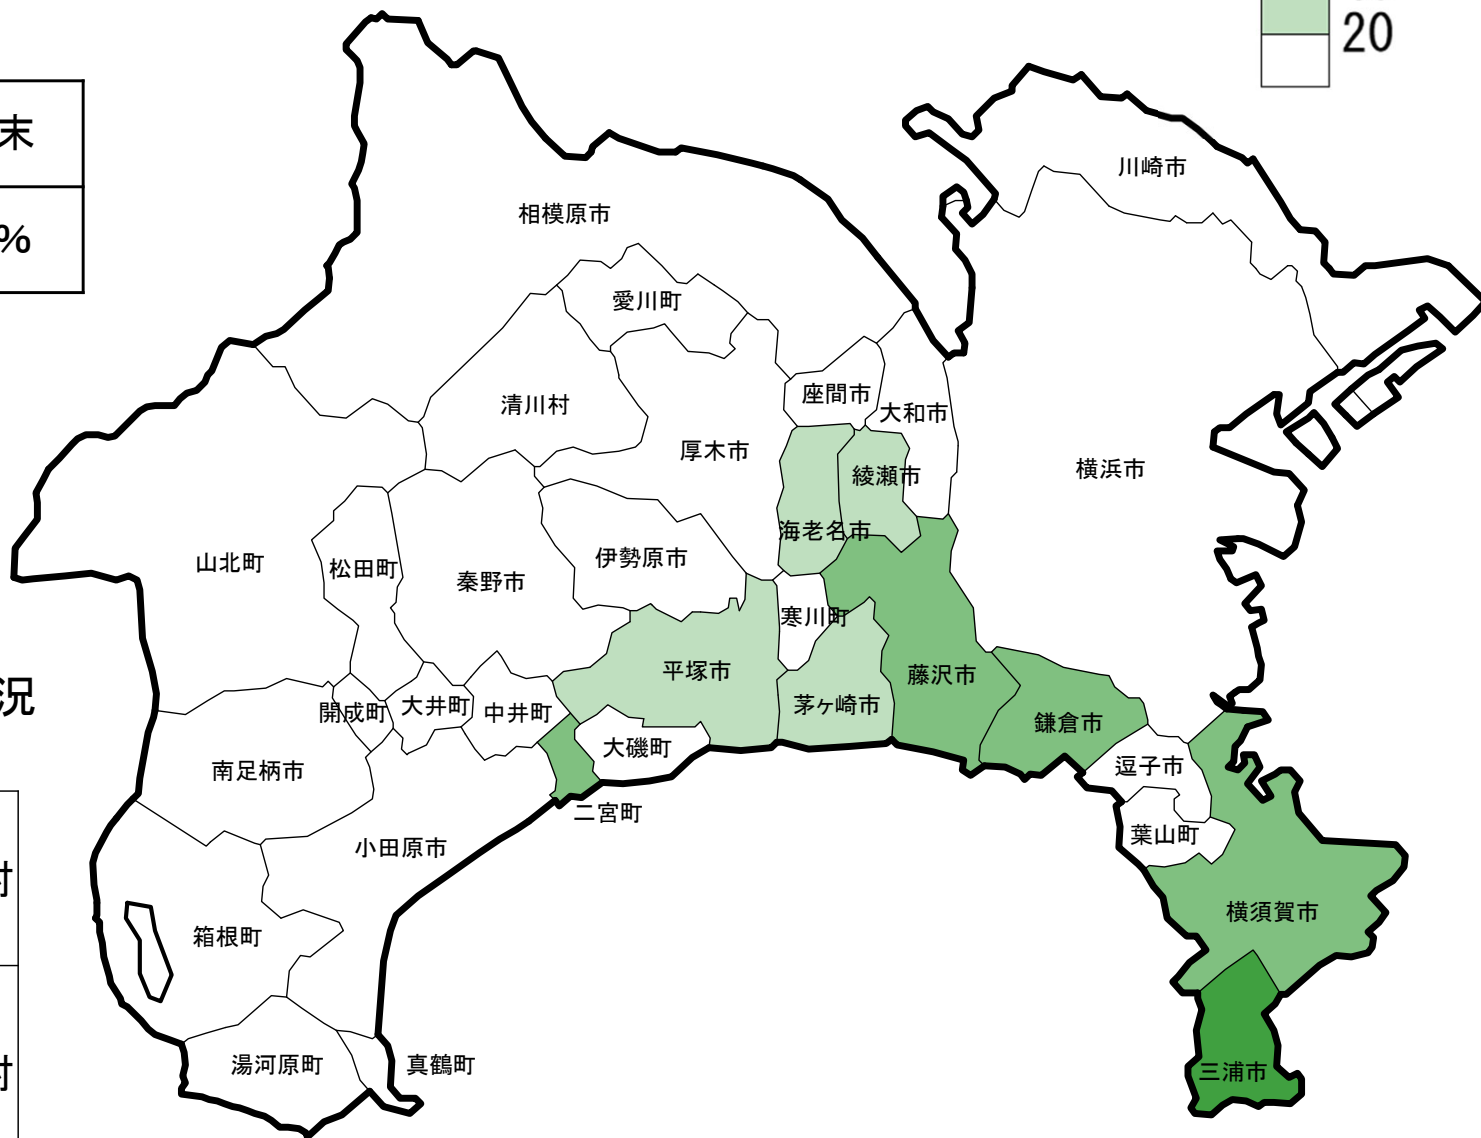 20
末
%
川崎市
相模原市
愛川町
座間市
大和市
清川村
厚木市
横浜市
綾瀬市
海老名市
山北町
松田町
秦野市
伊勢原市
寒川町
平塚市
藤沢市
茅ヶ崎市
況
開成町
大井町
中井町
大磯町
鎌倉市
逗子市
南足柄市
二宮町
葉山町
小田原市
村
横須賀市
箱根町
湯河原町
真鶴町
三浦市
村